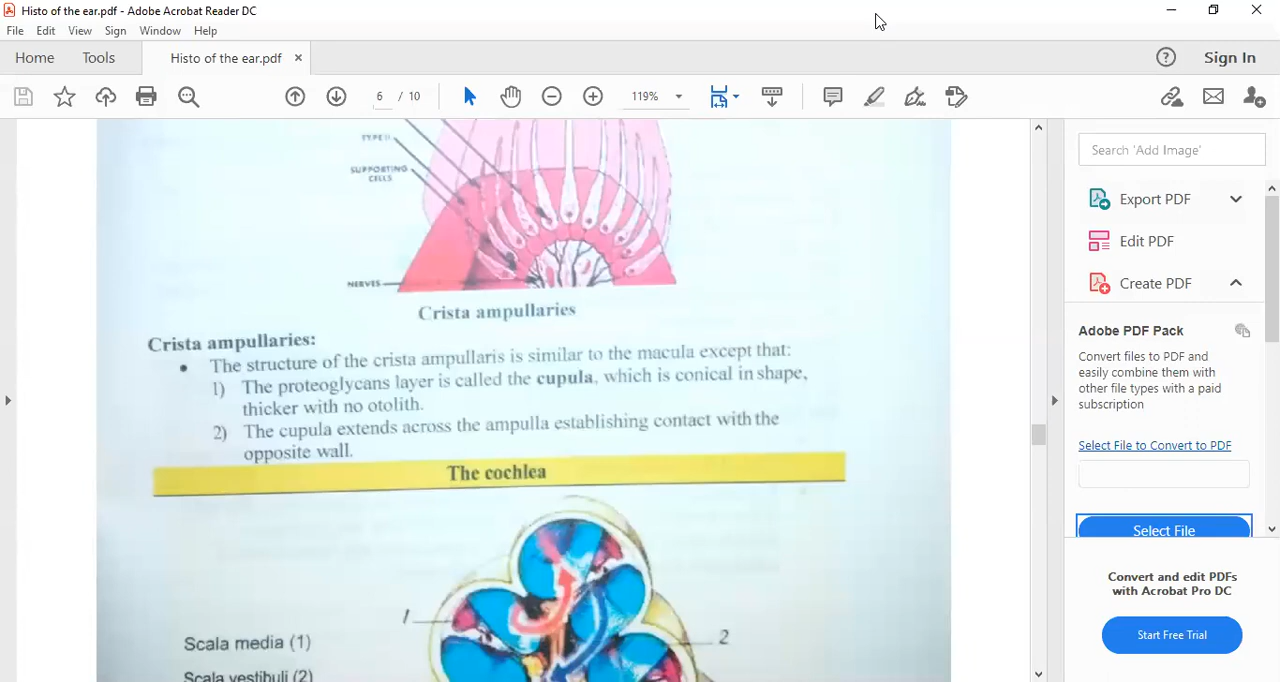 Histo of the ear.pdf - Adobe Acrobat Reader DC
File Edit View Sign Window Help
Home Tools Histo of the ear.pdf × Sign In
6 / 10 119%
TYPE II
SUPPORTING
CELLS
NERVES
Crista ampullaries
Crista ampullaries:
• The structure of the crista ampullaris is similar to the macula except that:
1) The proteoglycans layer is called the cupula, which is conical in shape,
thicker with no otolith.
2) The cupula extends across the ampulla establishing contact with the
opposite wall.
The cochlea
1
2
Scala media (1)
Scala vestibuli (2)
Search 'Add Image'
Export PDF
Edit PDF
Create PDF
Adobe PDF Pack
Convert files to PDF and
easily combine them with
other file types with a paid
subscription
Select File to Convert to PDF
Select File
Convert and edit PDFs
with Acrobat Pro DC
Start Free Trial